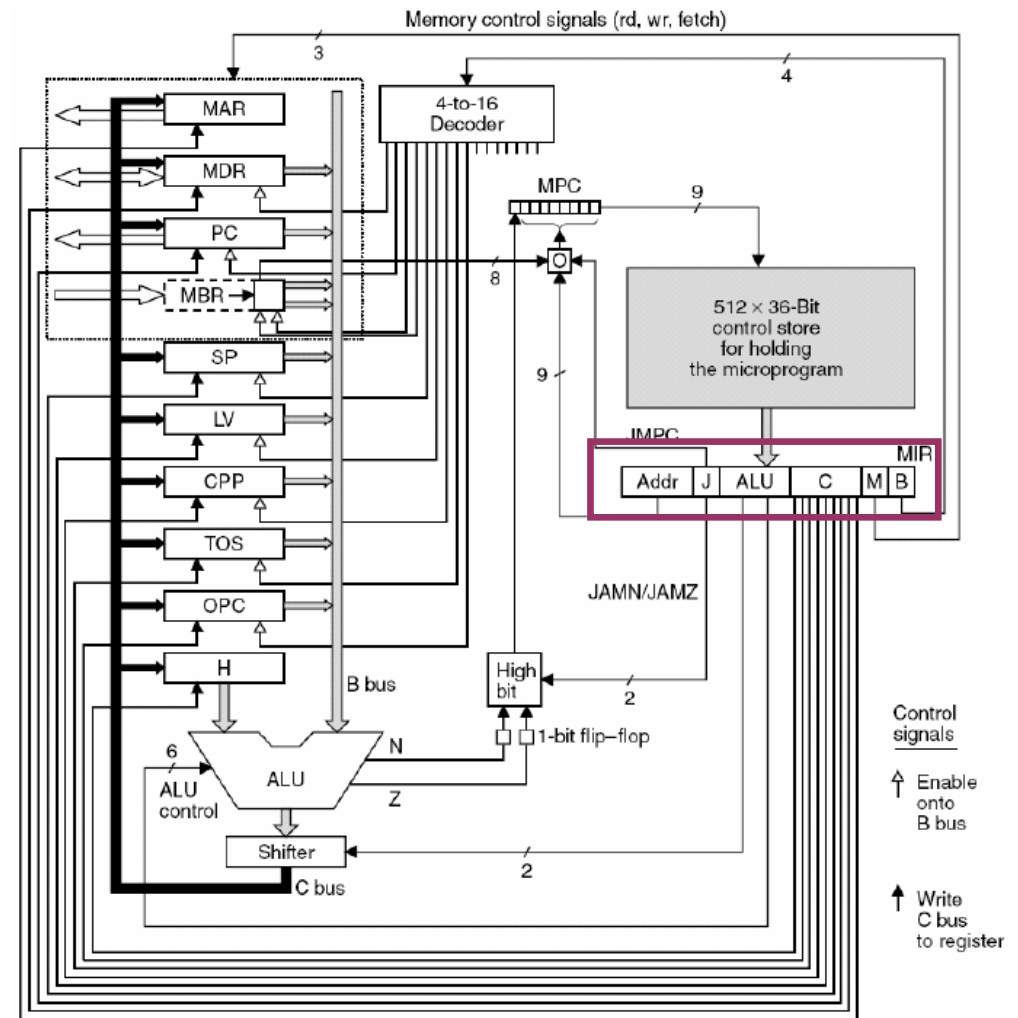 Memory control signals (rd, wr, fetch)
3
4
MAR
4-to-16
Decoder
MDR
MPC
9
PC
O
8
MBR
512 × 36-Bit
control store
for holding
the microprogram
SP
9
LV
JMPC
MIR
Addr J ALU C M B
CPP
TOS
JAMN/JAMZ
OPC
H
High
bit
2
B bus
Control
signals
1-bit flip–flop
N
6
ALU
control
ALU
Z
Enable
onto
B bus
Shifter
2
C bus
Write
C bus
to register